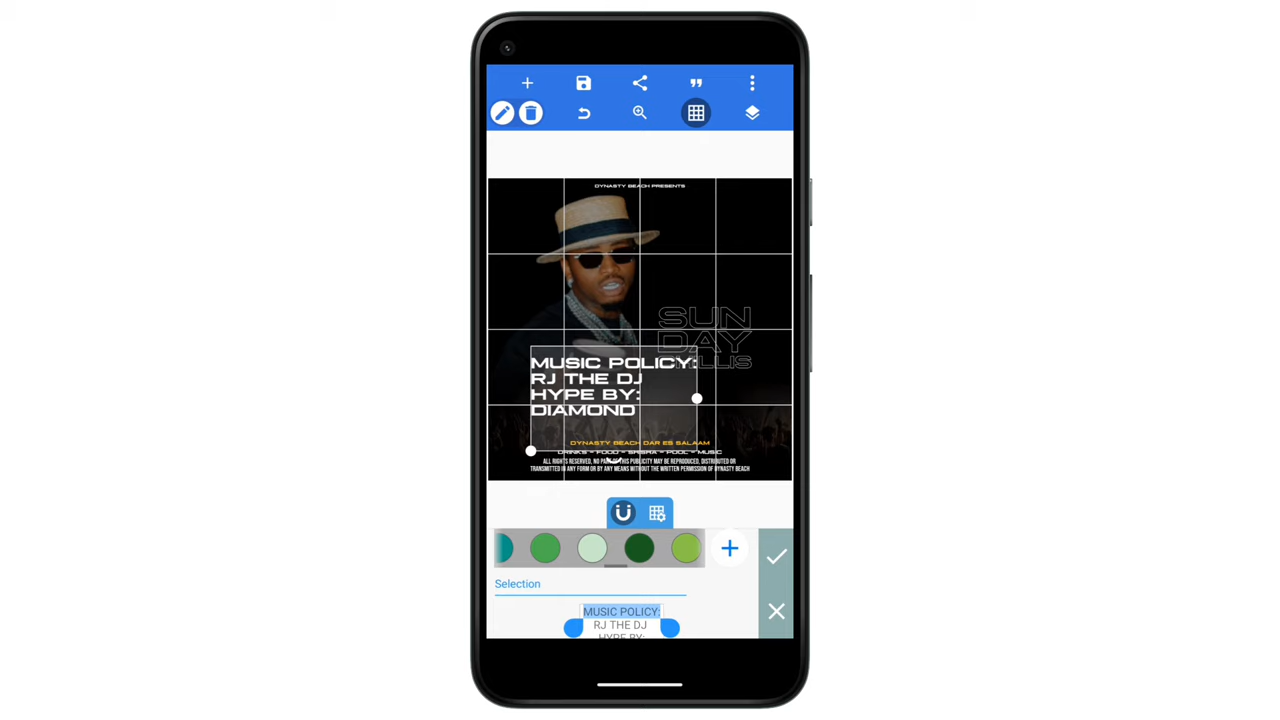 DYNASTY BEACH PRESENTS
SUN
DAY
CHILLIS
MUSIC POLICY:
RJ THE DJ
HYPE BY:
DIAMOND
DYNASTY BEACH DAR ES SALAAM
DRINKS - FOOD - SHISHA - POOL - MUSIC
ALL RIGHTS RESERVED, NO PART OF THIS PUBLICITY MAY BE REPRODUCED, DISTRIBUTED OR
TRANSMITTED IN ANY FORM OR BY ANY MEANS WITHOUT THE WRITTEN PERMISSION OF DYNASTY BEACH
Selection
MUSIC POLICY:
RJ THE DJ
HYPE BY: